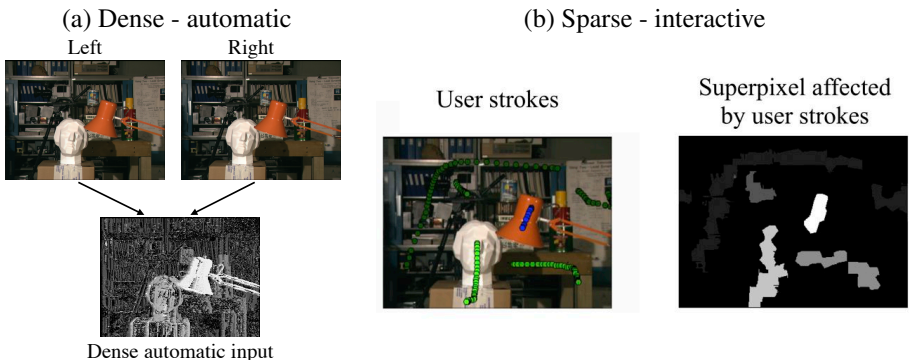 (a) Dense - automatic
Left
Right
Dense automatic input
(b) Sparse - interactive
User strokes
Superpixel affected
by user strokes